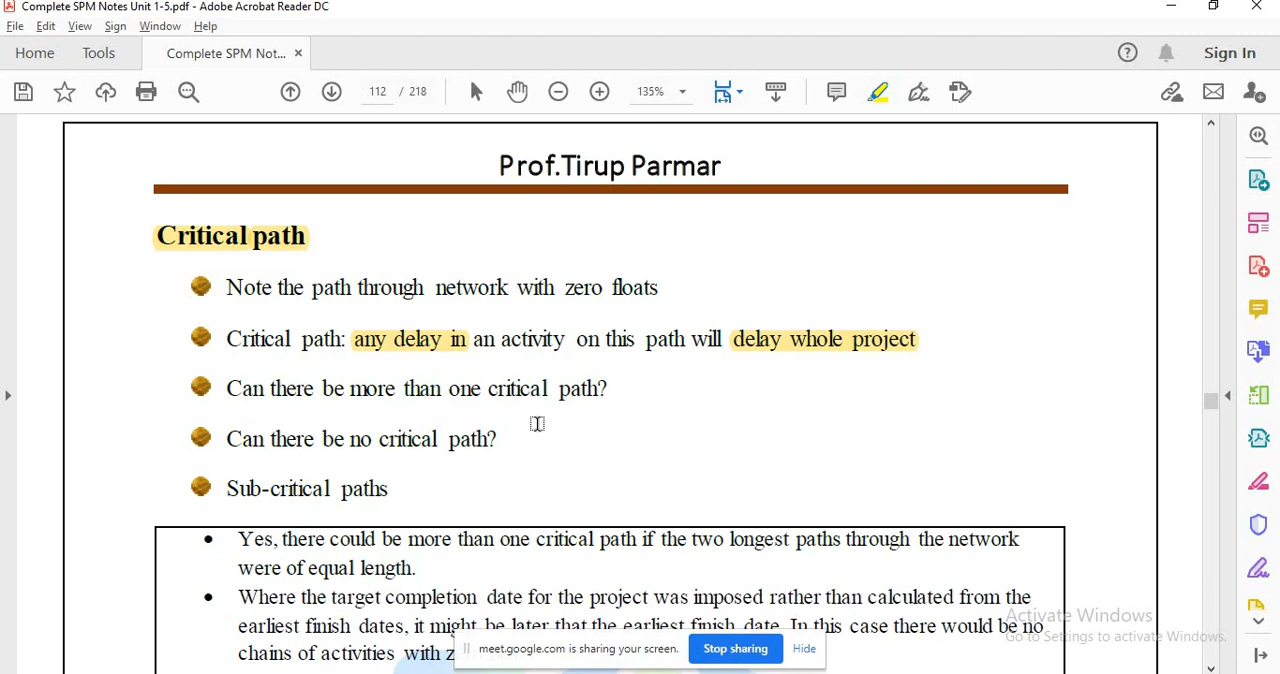 Complete SPM Notes Unit 1-5.pdf - Adobe Acrobat Reader DC
File Edit View Sign Window Help
Home Tools Complete SPM Not... × Sign In
112 / 218 135%
Prof.Tirup Parmar
Critical path
Note the path through network with zero floats
Critical path: any delay in an activity on this path will delay whole project
Can there be more than one critical path?
Can there be no critical path?
Sub-critical paths
• Yes, there could be more than one critical path if the two longest paths through the network
were of equal length.
• Where the target completion date for the project was imposed rather than calculated from the
earliest finish dates, it might be later that the earliest finish date. In this case there would be no
chains of activities with
Activate Windows
Go to Settings to activate Windows.
meet.google.com is sharing your screen. Stop sharing Hide